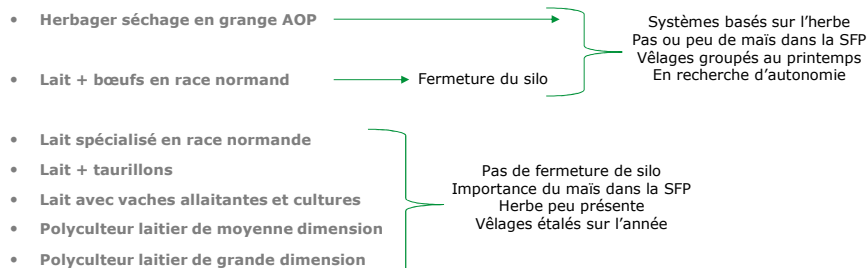 • Herbager séchage en grange AOP
Systèmes basés sur l'herbe
Pas ou peu de maïs dans la SFP
Vêlages groupés au printemps
En recherche d'autonomie
• Lait + bœufs en race normand
Fermeture du silo
• Lait spécialisé en race normande
• Lait + taurillons
• Lait avec vaches allaitantes et cultures
• Polyculteur laitier de moyenne dimension
• Polyculteur laitier de grande dimension
Pas de fermeture de silo
Importance du maïs dans la SFP
Herbe peu présente
Vêlages étalés sur l'année